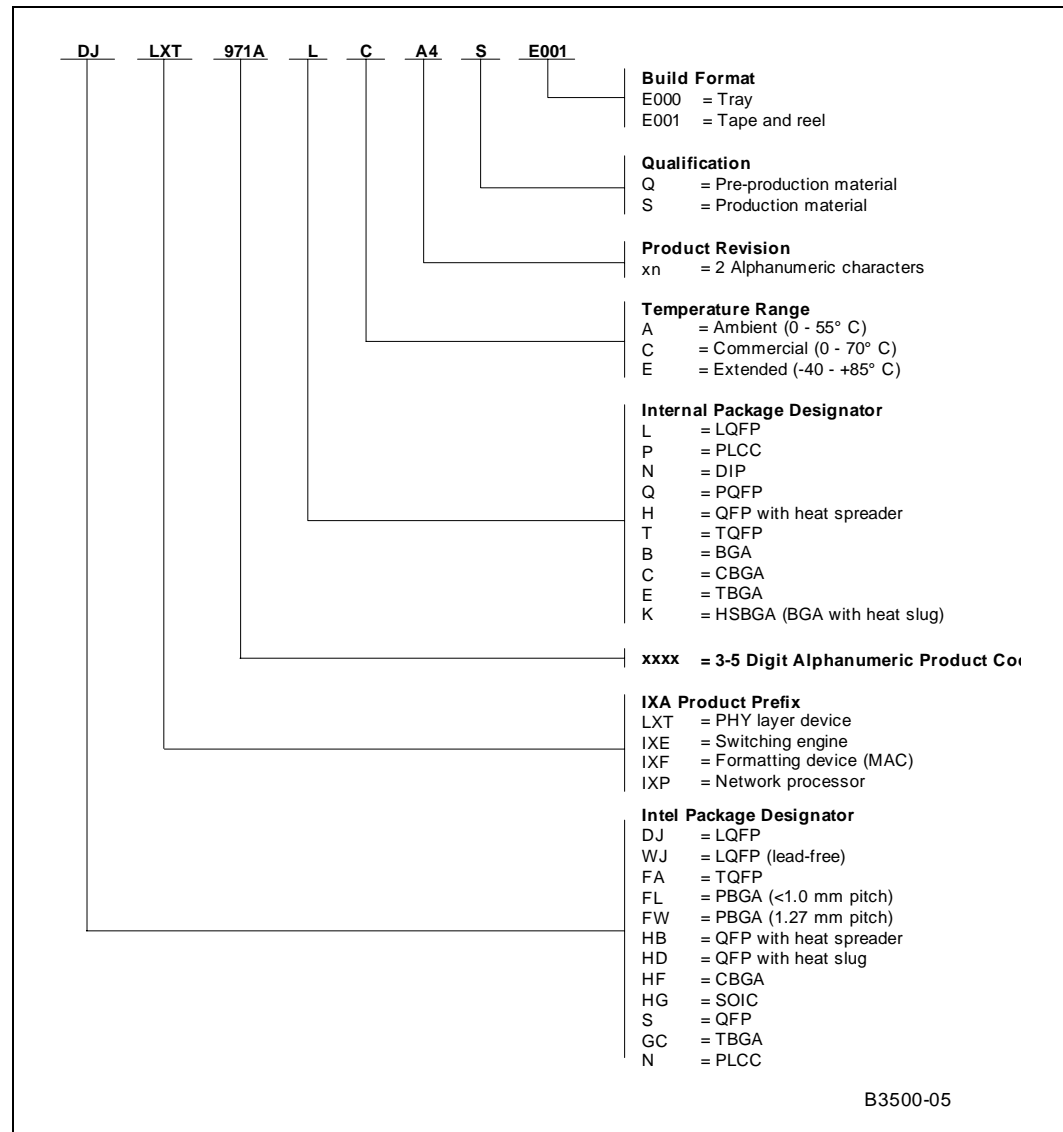 DJ LXT 971A L C A4 S E001
Build Format
E000 = Tray
E001 = Tape and reel
Qualification
Q = Pre-production material
S = Production material
Product Revision
xn = 2 Alphanumeric characters
Temperature Range
A = Ambient (0 - 55° C)
C = Commercial (0 - 70° C)
E = Extended (-40 - +85° C)
Internal Package Designator
L = LQFP
P = PLCC
N = DIP
Q = PQFP
H = QFP with heat spreader
T = TQFP
B = BGA
C = CBGA
E = TBGA
K = HSBGA (BGA with heat slug)
xxxx = 3-5 Digit Alphanumeric Product
IXA Product Prefix
LXT = PHY layer device
IXE = Switching engine
IXF = Formatting device (MAC)
IXP = Network processor
Intel Package Designator
DJ = LQFP
WJ = LQFP (lead-free)
FA = TQFP
FL = PBGA (<1.0 mm pitch)
FW = PBGA (1.27 mm pitch)
HB = QFP with heat spreader
HD = QFP with heat slug
HF = CBGA
HG = SOIC
S = QFP
GC = TBGA
N = PLCC
B3500-05